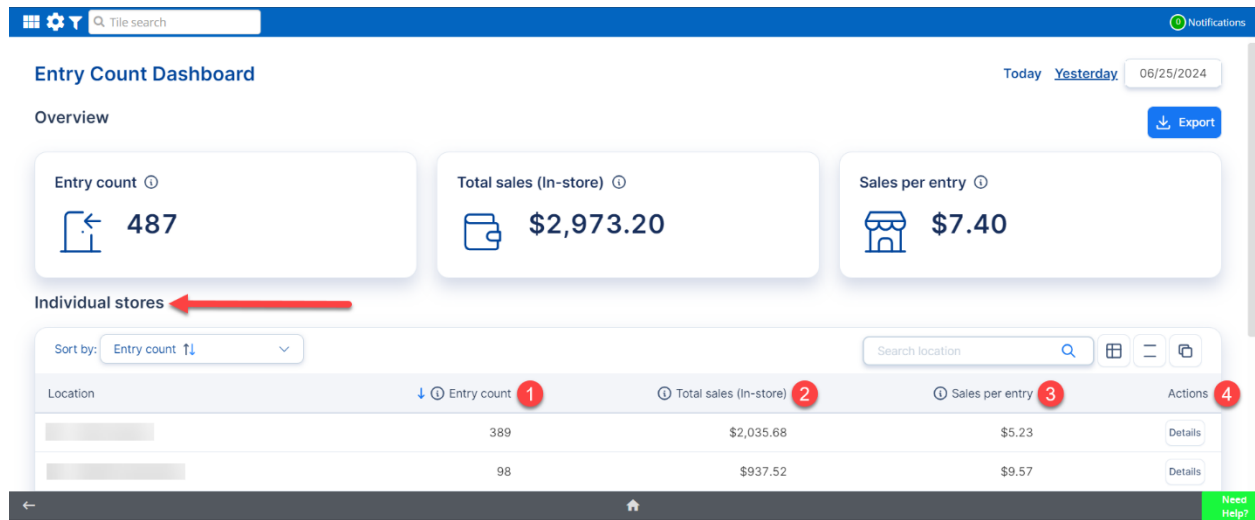 Tile search
0 Notifications
Entry Count Dashboard
Today Yesterday 06/25/2024
Overview
Export
Entry count
487
Total sales (In-store)
$2,973.20
Sales per entry
$7.40
Individual stores
Sort by: Entry count
Search location
Location Entry count 1 Total sales (In-store) 2 Sales per entry 3 Actions 4
389 $2,035.68 $5.23 Details
98 $937.52 $9.57 Details
Need
Help?